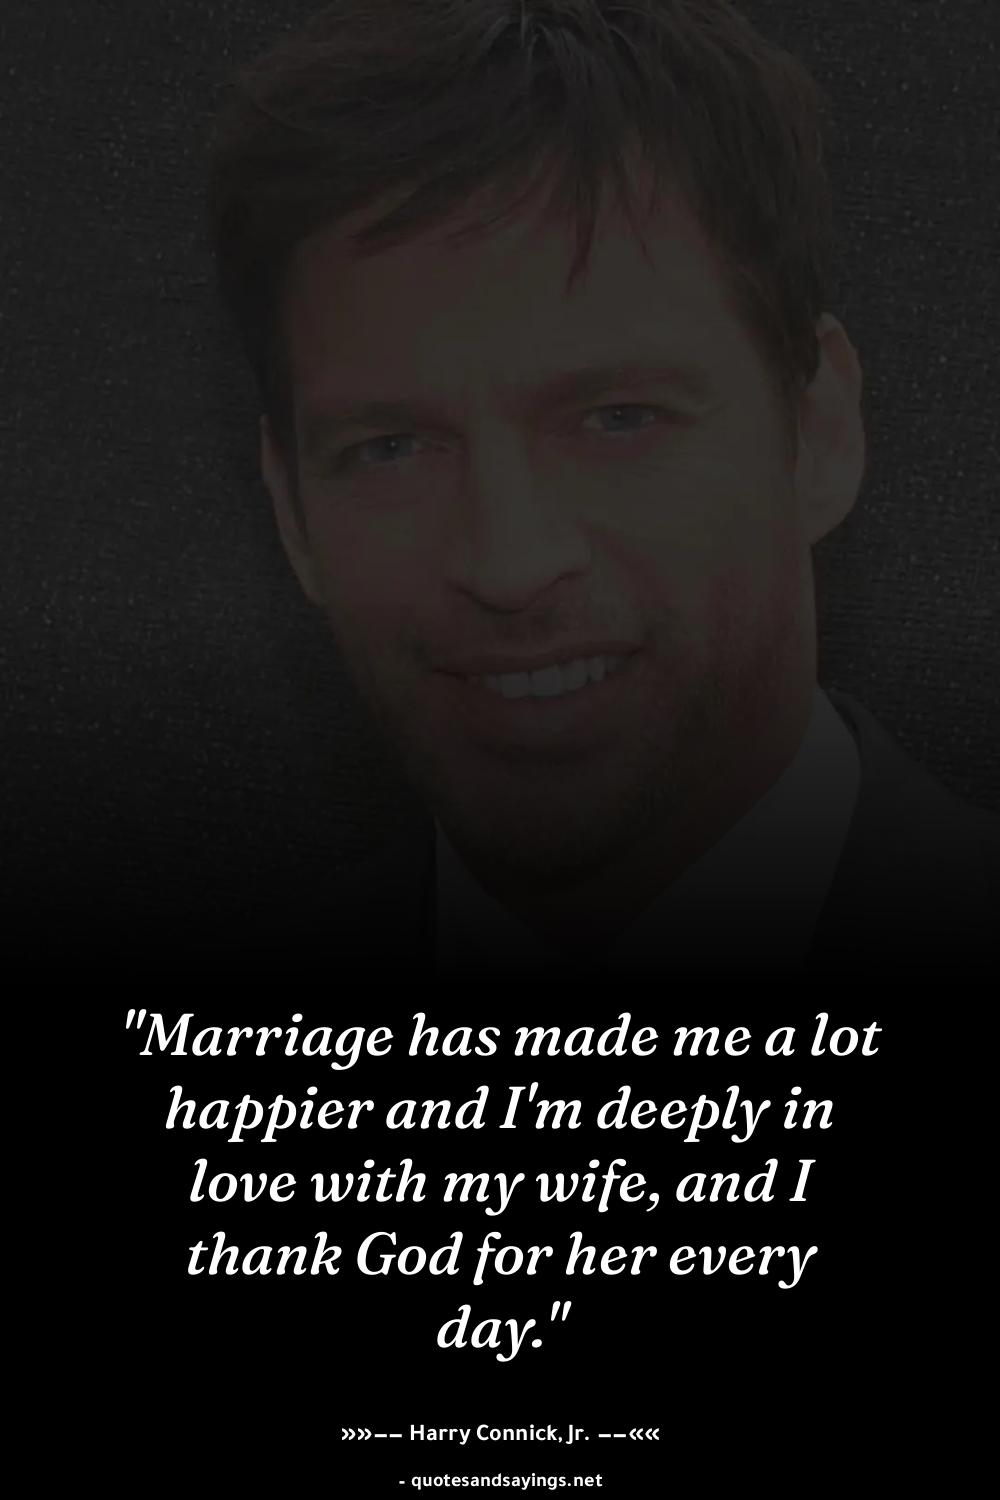 "Marriage has made me a lot
happier and I'm deeply in
love with my wife, and I
thank God for her every
day."
»»–– Harry Connick, Jr. ––««
- quotesandsayings.net